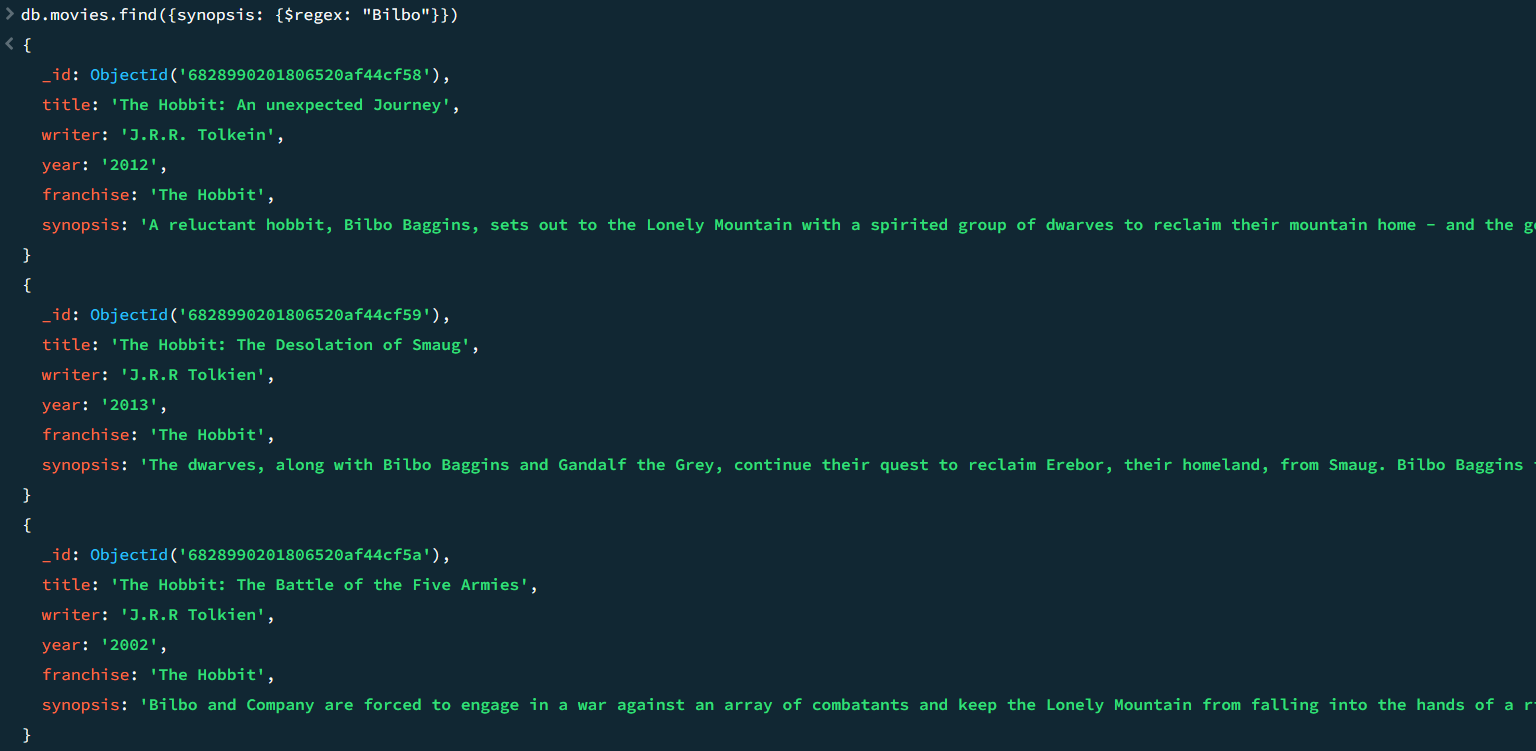 > db.movies.find({synopsis: {$regex: "Bilbo"}})
< {
_id: ObjectId('6828990201806520af44cf58'),
title: 'The Hobbit: An unexpected Journey',
writer: 'J.R.R. Tolkein',
year: '2012',
franchise: 'The Hobbit',
synopsis: 'A reluctant hobbit, Bilbo Baggins, sets out to the Lonely Mountain with a spirited group of dwarves to reclaim their mountain home - and the
}
{
_id: ObjectId('6828990201806520af44cf59'),
title: 'The Hobbit: The Desolation of Smaug',
writer: 'J.R.R Tolkien',
year: '2013',
franchise: 'The Hobbit',
synopsis: 'The dwarves, along with Bilbo Baggins and Gandalf the Grey, continue their quest to reclaim Erebor, their homeland, from Smaug. Bilbo Baggins
}
{
_id: ObjectId('6828990201806520af44cf5a'),
title: 'The Hobbit: The Battle of the Five Armies',
writer: 'J.R.R Tolkien',
year: '2002',
franchise: 'The Hobbit',
synopsis: 'Bilbo and Company are forced to engage in a war against an array of combatants and keep the Lonely Mountain from falling into the hands of a
}